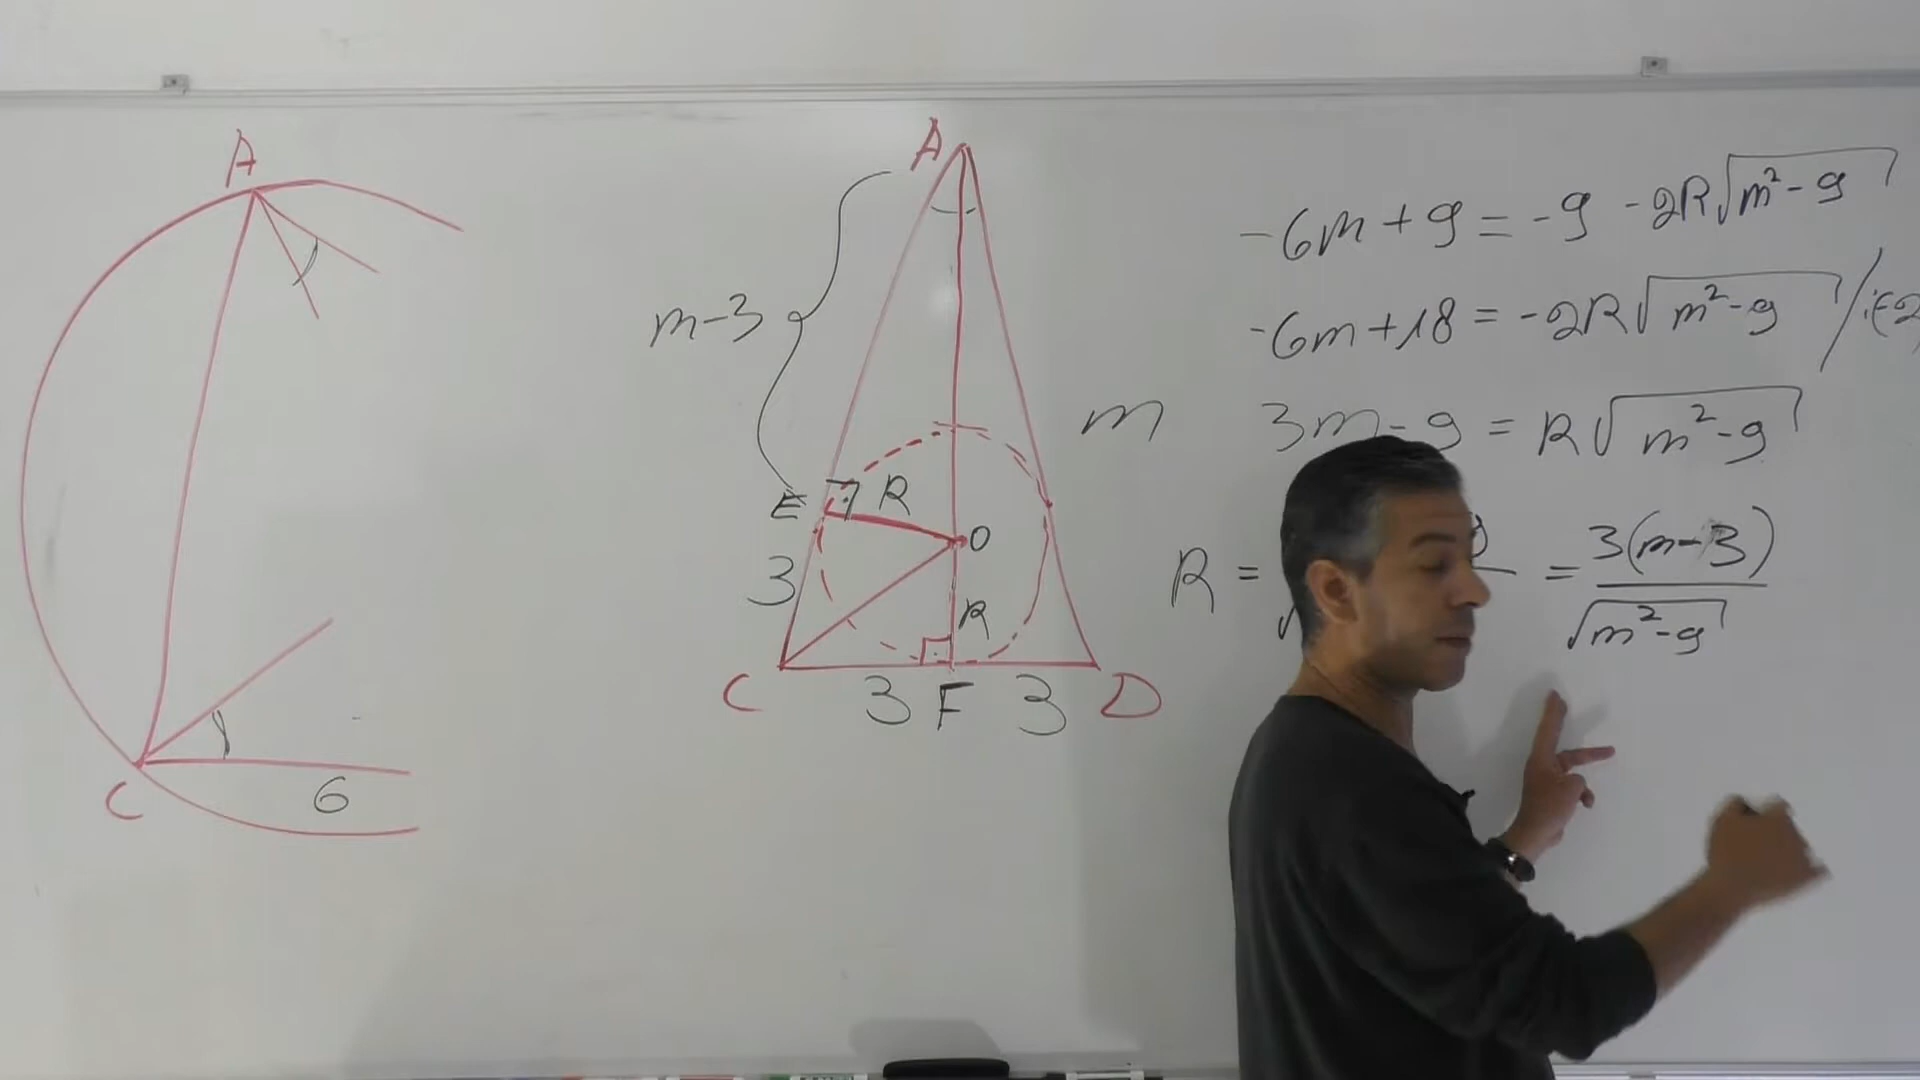 A
C
6
A
m-3
m
E
R
O
3
R
C
3
F
3
D
-6m+9=-9-2R√m²-9
-6m+18=-2R√m²-9 /:(-2)
3m-9=R√m²-9
R= = 3(m-3)
√m²-9